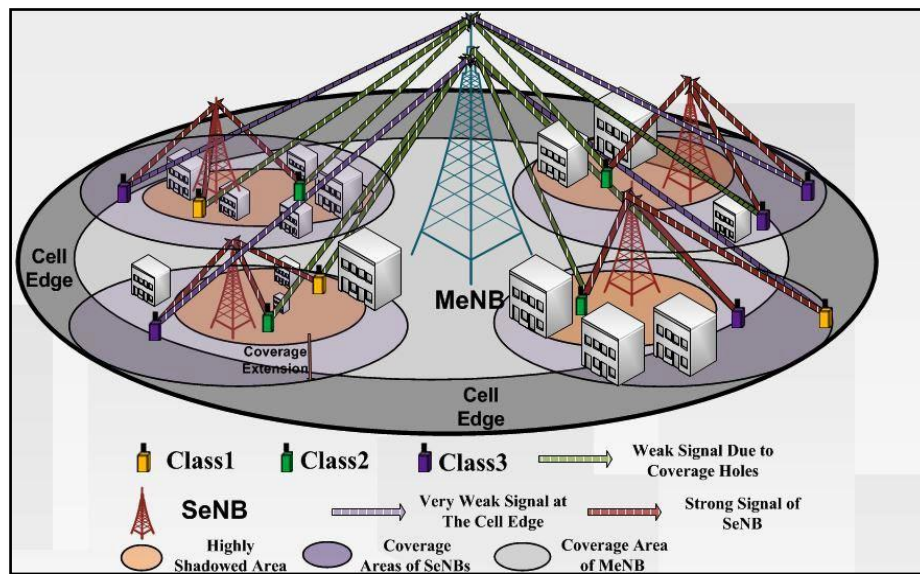 Cell
Edge
MeNB
Coverage
Extension
Cell
Edge
Class1
Class2
Class3
Weak Signal Due to
Coverage Holes
SeNB
Very Weak Signal at
The Cell Edge
Strong Signal of
SeNB
Highly
Shadowed Area
Coverage
Areas of SeNBs
Coverage Area
of MeNB